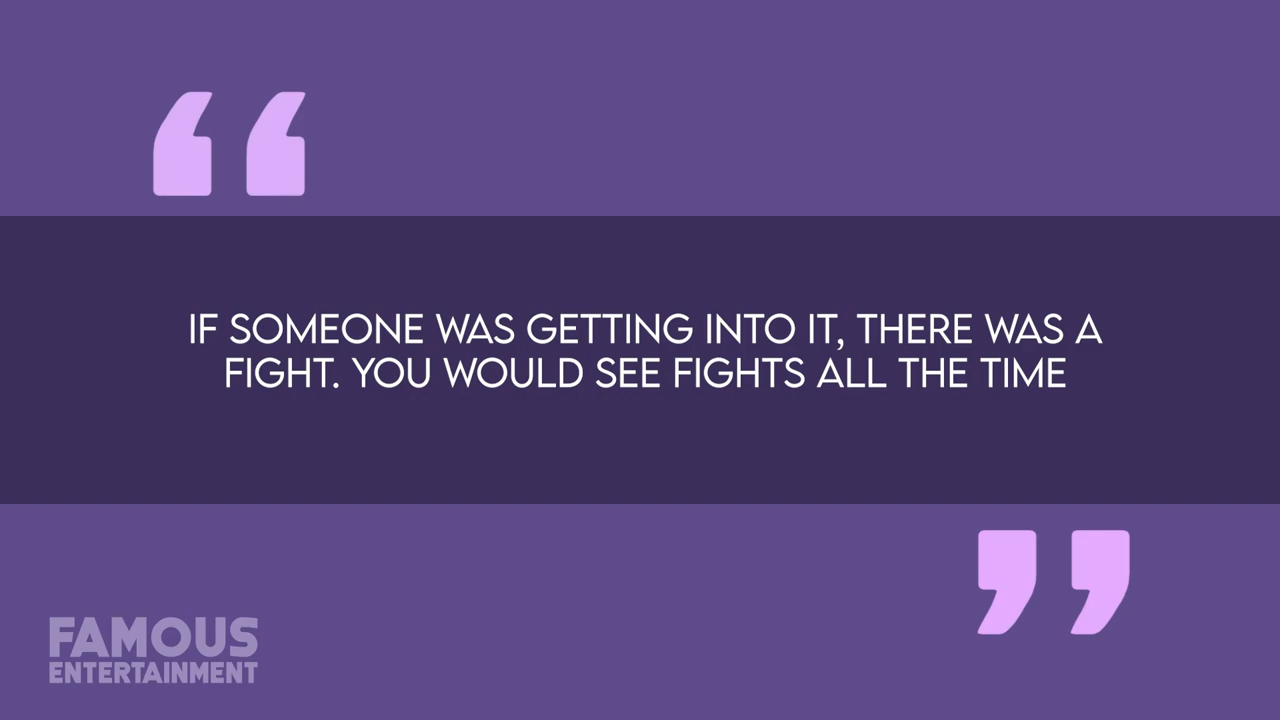 IF SOMEONE WAS GETTING INTO IT, THERE WAS A
FIGHT. YOU WOULD SEE FIGHTS ALL THE TIME
FAMOUS
ENTERTAINMENT